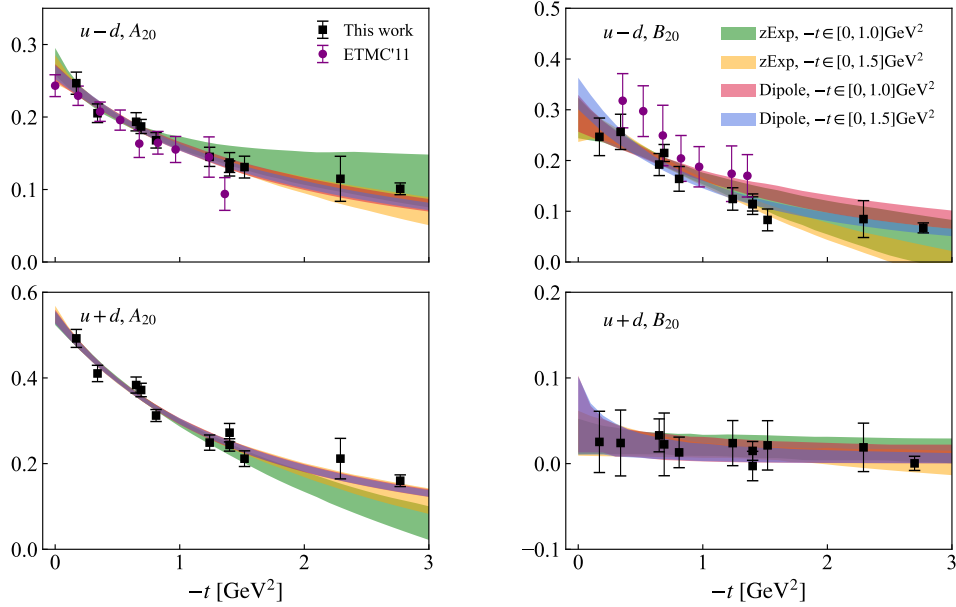 u − d, A20
This work
ETMC'11
0.3
0.2
0.1
0.0
u − d, B20
zExp, −t ∈ [0, 1.0]GeV²
zExp, −t ∈ [0, 1.5]GeV²
Dipole, −t ∈ [0, 1.0]GeV²
Dipole, −t ∈ [0, 1.5]GeV²
0.5
0.4
0.3
0.2
0.1
0.0
u + d, A20
0.6
0.4
0.2
0.0
0 1 2 3
−t [GeV²]
u + d, B20
0.2
0.1
0.0
−0.1
0 1 2 3
−t [GeV²]